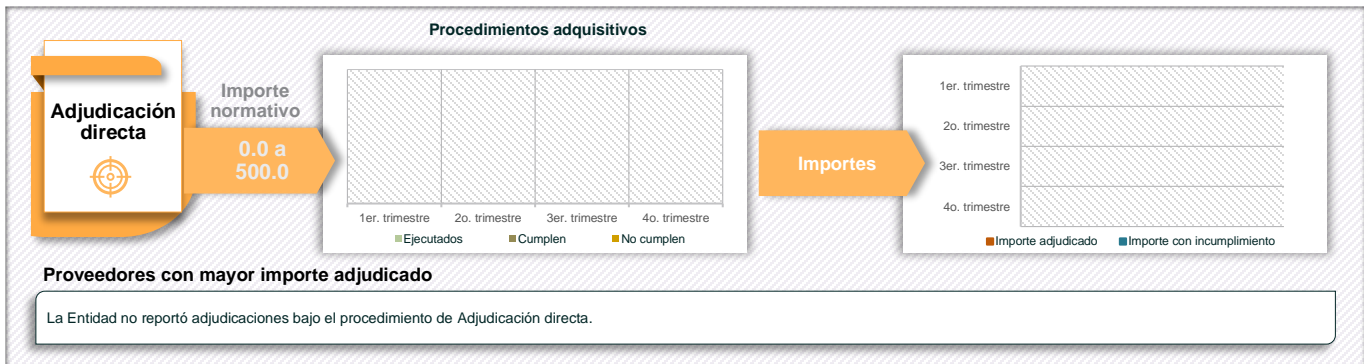 Procedimientos adquisitivos
Adjudicación
directa
Importe
normativo
0.0 a
500.0
1er. trimestre 2o. trimestre 3er. trimestre 4o. trimestre
Ejecutados Cumplen No cumplen
Importes
1er. trimestre
2o. trimestre
3er. trimestre
4o. trimestre
Importe adjudicado Importe con incumplimiento
Proveedores con mayor importe adjudicado
La Entidad no reportó adjudicaciones bajo el procedimiento de Adjudicación directa.